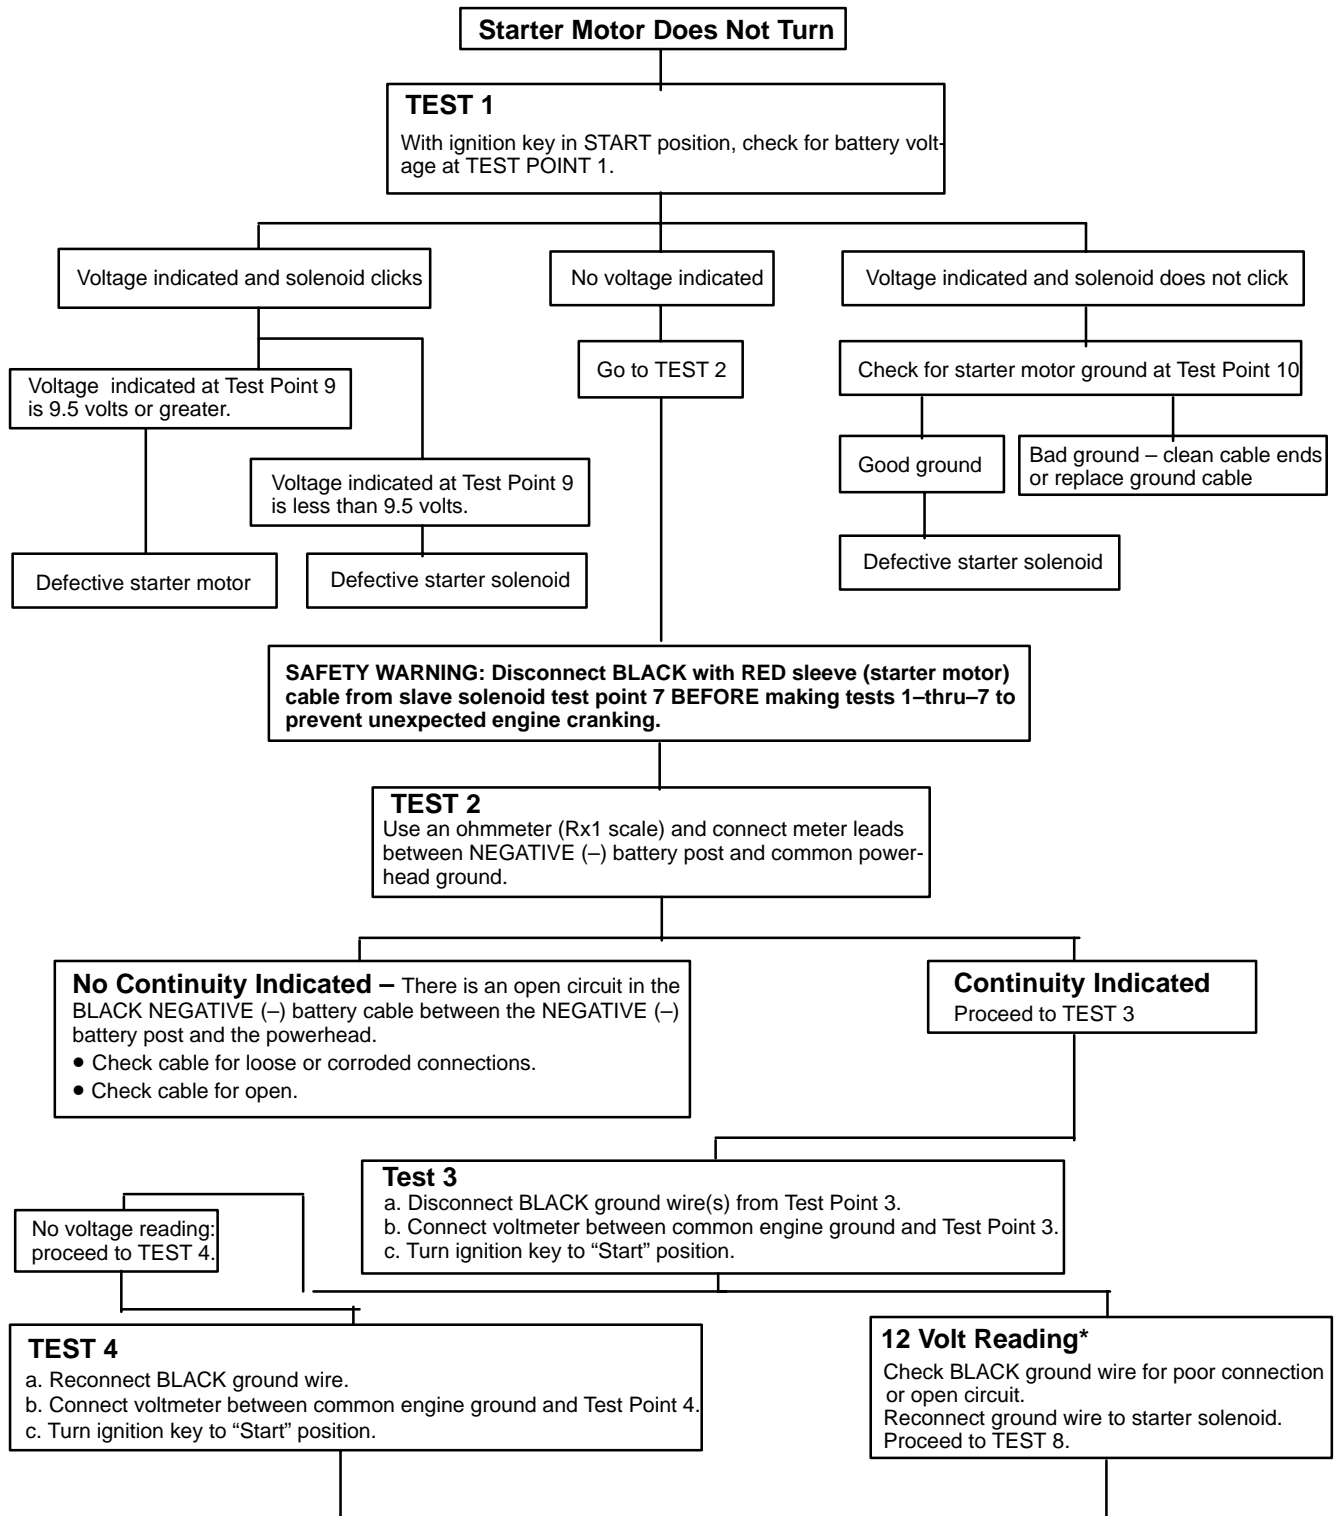 Starter Motor Does Not Turn
TEST 1
With ignition key in START position, check for battery volt-
age at TEST POINT 1.
Voltage indicated and solenoid clicks
No voltage indicated
Voltage indicated and solenoid does not click
Voltage indicated at Test Point 9
is 9.5 volts or greater.
Go to TEST 2
Check for starter motor ground at Test Point 10
Voltage indicated at Test Point 9
is less than 9.5 volts.
Good ground
Bad ground – clean cable ends
or replace ground cable
Defective starter motor
Defective starter solenoid
Defective starter solenoid
SAFETY WARNING: Disconnect BLACK with RED sleeve (starter motor)
cable from slave solenoid test point 7 BEFORE making tests 1–thru–7 to
prevent unexpected engine cranking.
TEST 2
Use an ohmmeter (Rx1 scale) and connect meter leads
between NEGATIVE (–) battery post and common power-
head ground.
No Continuity Indicated – There is an open circuit in the
BLACK NEGATIVE (–) battery cable between the NEGATIVE (–)
battery post and the powerhead.
• Check cable for loose or corroded connections.
• Check cable for open.
Continuity Indicated
Proceed to TEST 3
Test 3
a. Disconnect BLACK ground wire(s) from Test Point 3.
b. Connect voltmeter between common engine ground and Test Point 3.
c. Turn ignition key to “Start” position.
No voltage reading:
proceed to TEST 4.
TEST 4
a. Reconnect BLACK ground wire.
b. Connect voltmeter between common engine ground and Test Point 4.
c. Turn ignition key to “Start” position.
12 Volt Reading*
Check BLACK ground wire for poor connection
or open circuit.
Reconnect ground wire to starter solenoid.
Proceed to TEST 8.